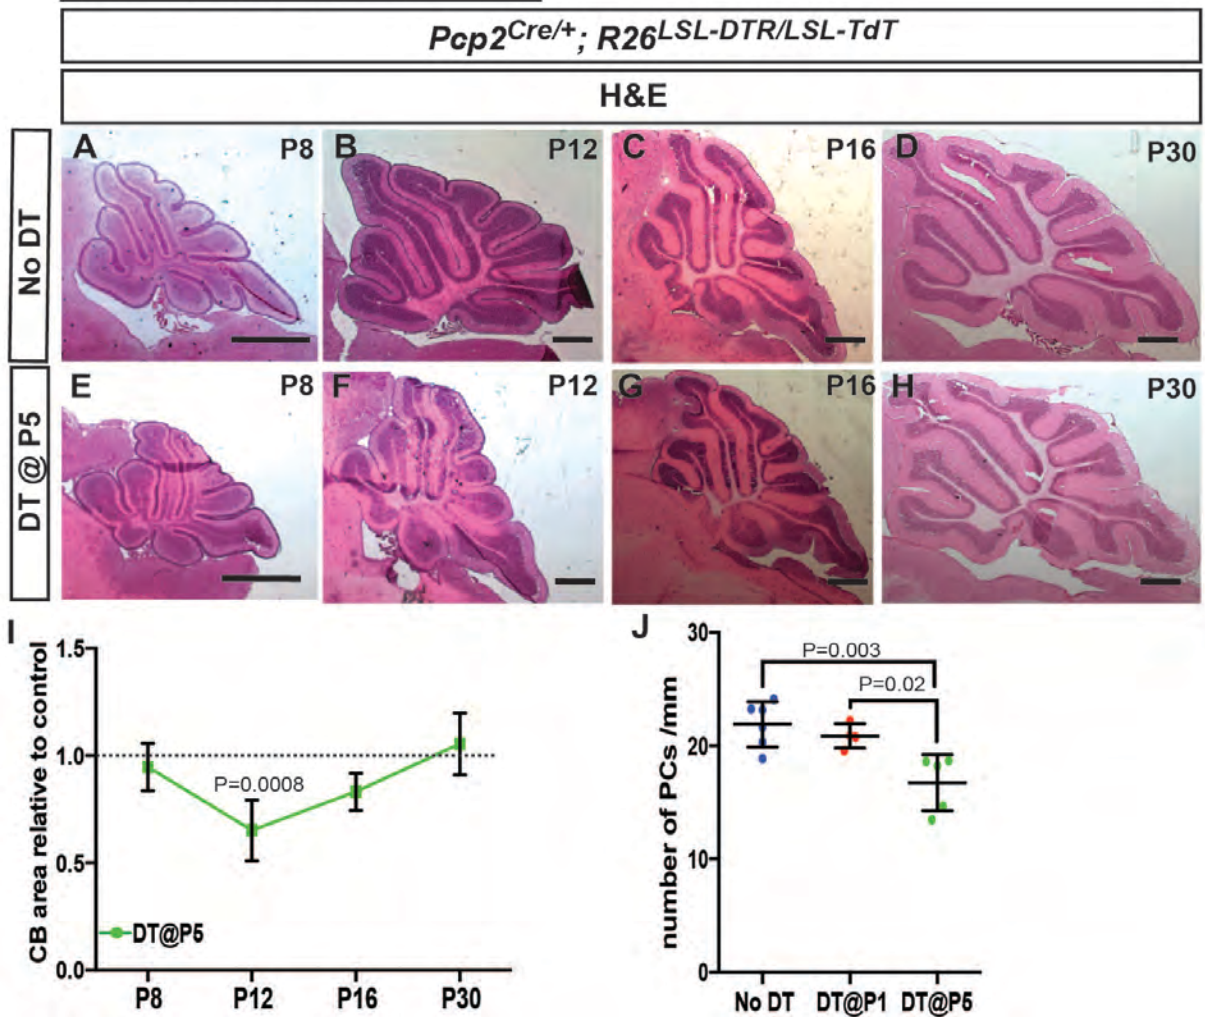 Pcp2Cre/+; R26LSL-DTR/LSL-TdT
H&E
No DT
A P8
B P12
C P16
D P30
DT @ P5
E P8
F P12
G P16
H P30
I
1.5
1.0
0.5
0.0
CB area relative to control
P=0.0008
DT@P5
P8 P12 P16 P30
J
30
20
10
0
number of PCs /mm
P=0.003
P=0.02
No DT DT@P1 DT@P5